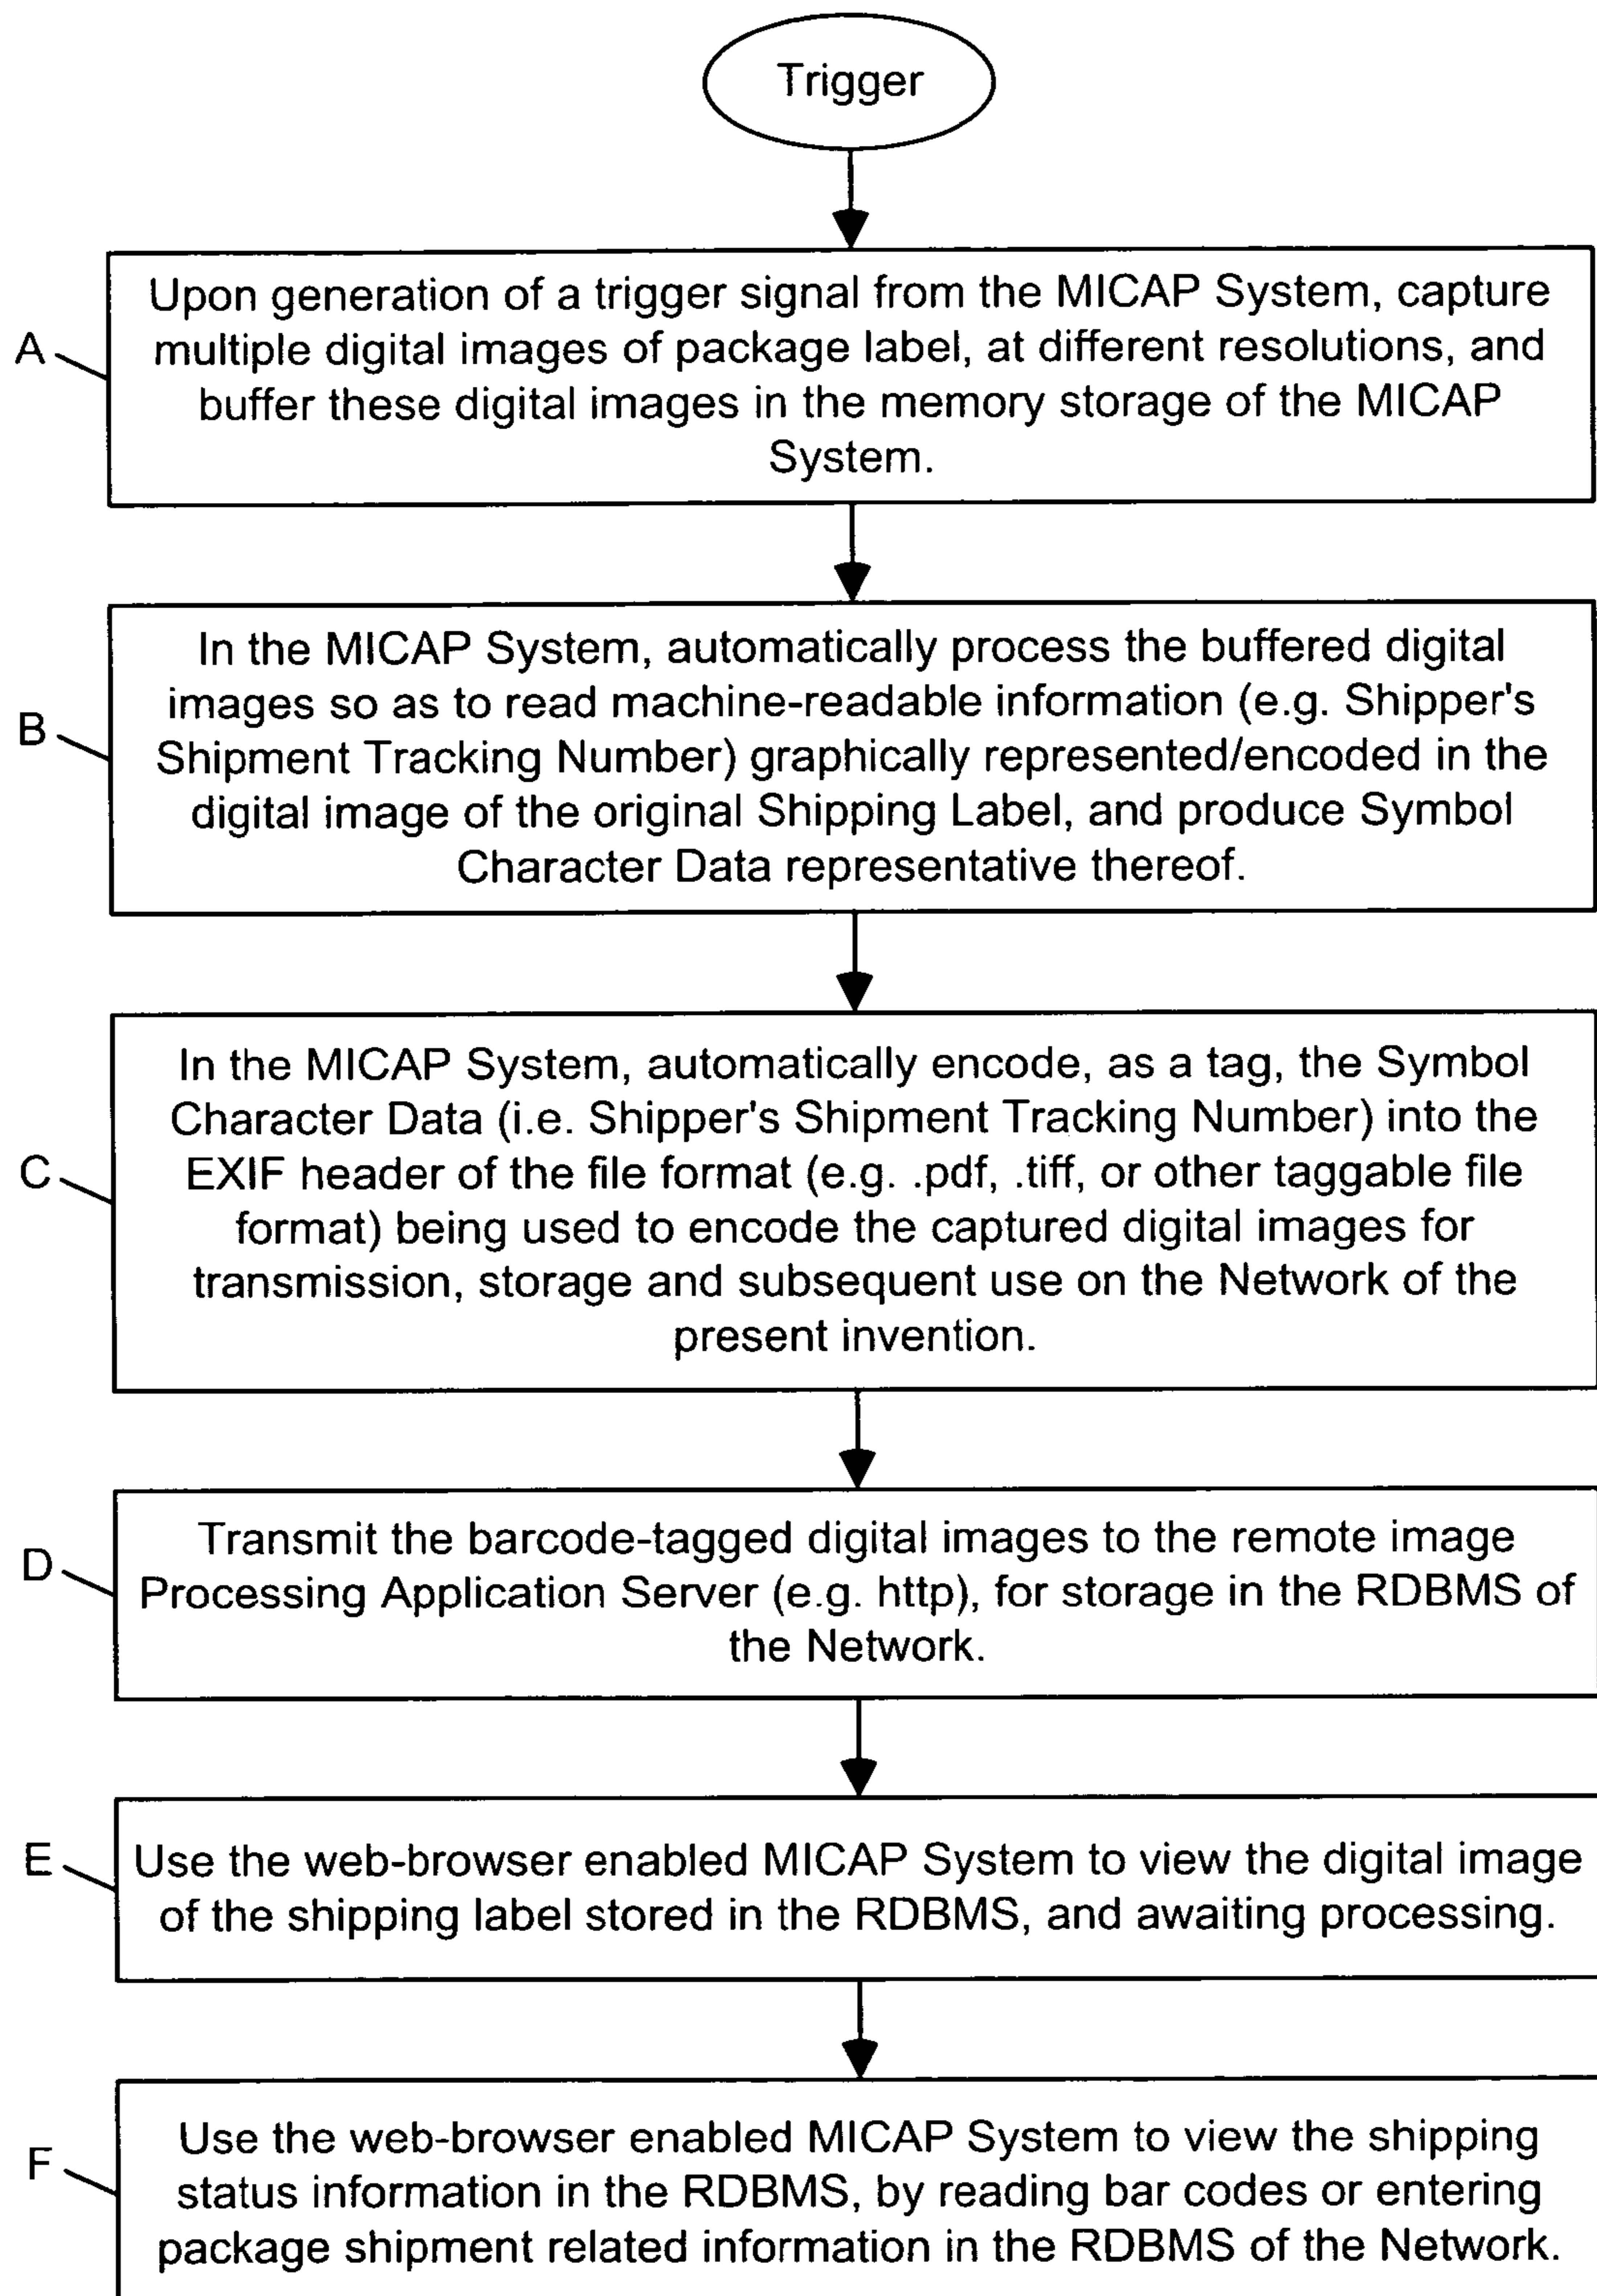 Trigger
A
Upon generation of a trigger signal from the MICAP System, capture
multiple digital images of package label, at different resolutions, and
buffer these digital images in the memory storage of the MICAP
System.
B
In the MICAP System, automatically process the buffered digital
images so as to read machine-readable information (e.g. Shipper's
Shipment Tracking Number) graphically represented/encoded in the
digital image of the original Shipping Label, and produce Symbol
Character Data representative thereof.
C
In the MICAP System, automatically encode, as a tag, the Symbol
Character Data (i.e. Shipper's Shipment Tracking Number) into the
EXIF header of the file format (e.g. .pdf, .tiff, or other taggable file
format) being used to encode the captured digital images for
transmission, storage and subsequent use on the Network of the
present invention.
D
Transmit the barcode-tagged digital images to the remote image
Processing Application Server (e.g. http), for storage in the RDBMS of
the Network.
E
Use the web-browser enabled MICAP System to view the digital image
of the shipping label stored in the RDBMS, and awaiting processing.
F
Use the web-browser enabled MICAP System to view the shipping
status information in the RDBMS, by reading bar codes or entering
package shipment related information in the RDBMS of the Network.